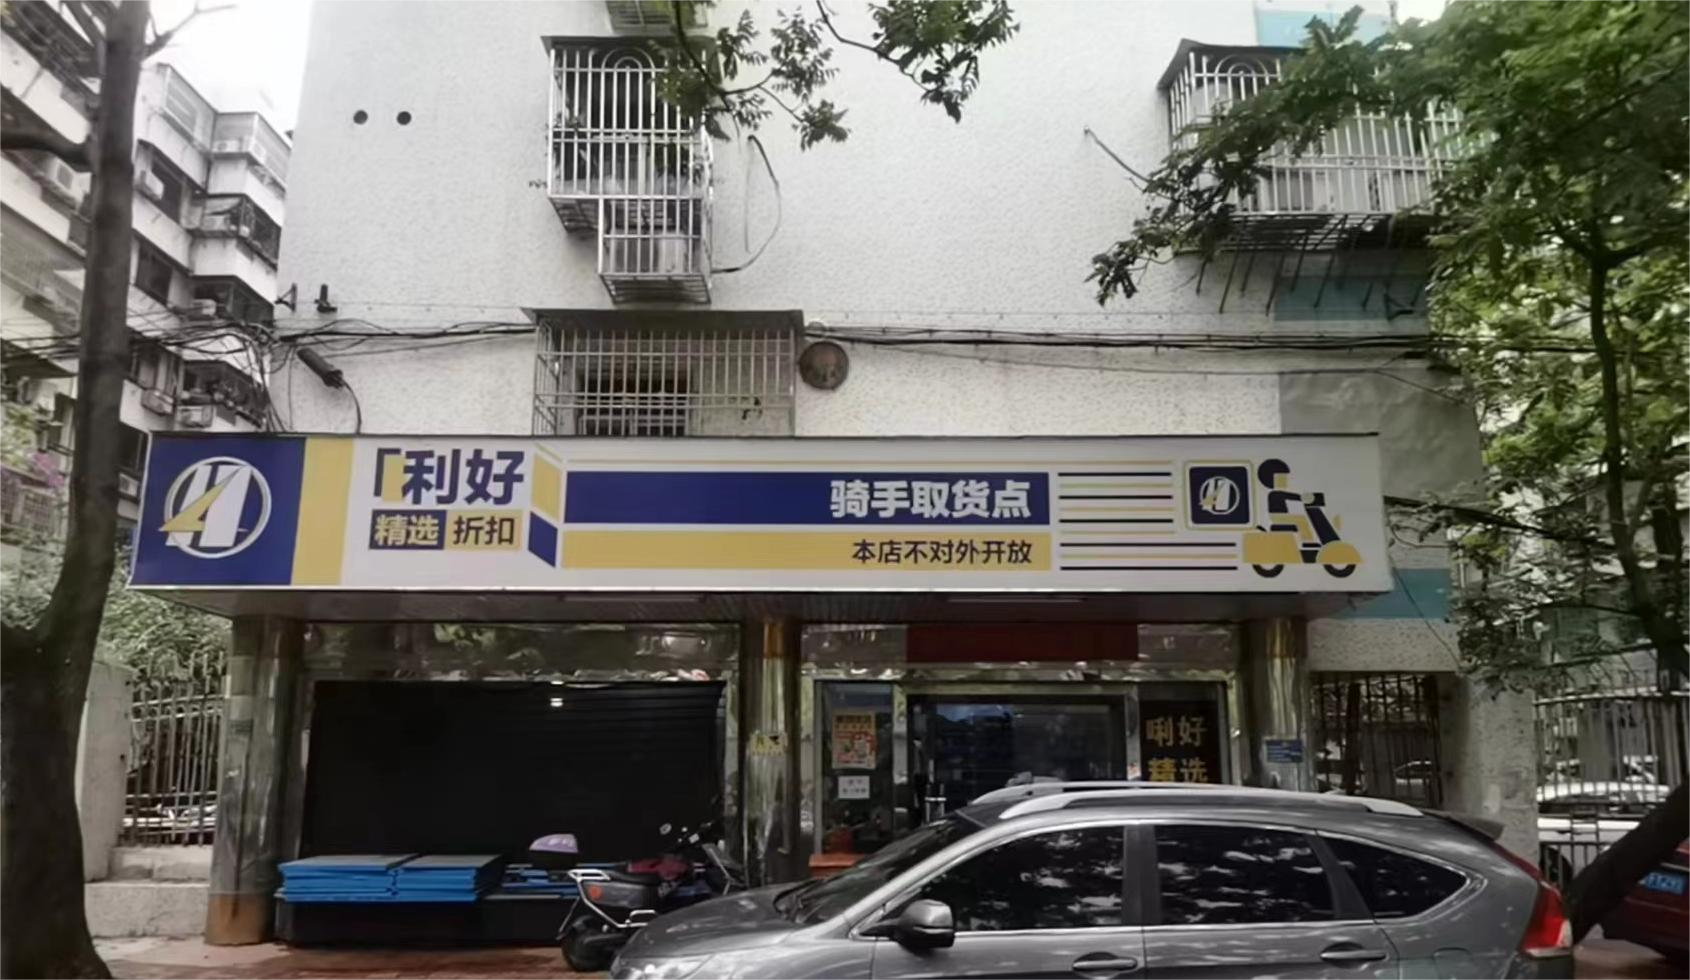 利好
精选 折扣
骑手取货点
本店不对外开放
唎好
精选